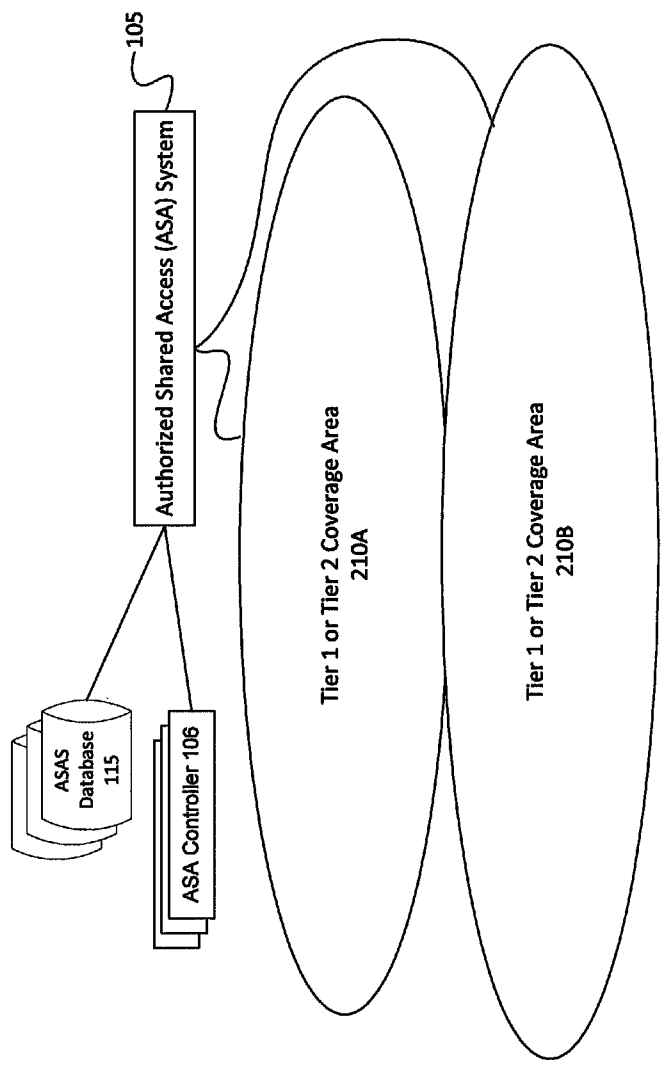 105
Authorized Shared Access (ASA) System
ASAS
Database
115
ASA Controller 106
Tier 1 or Tier 2 Coverage Area
210A
Tier 1 or Tier 2 Coverage Area
210B